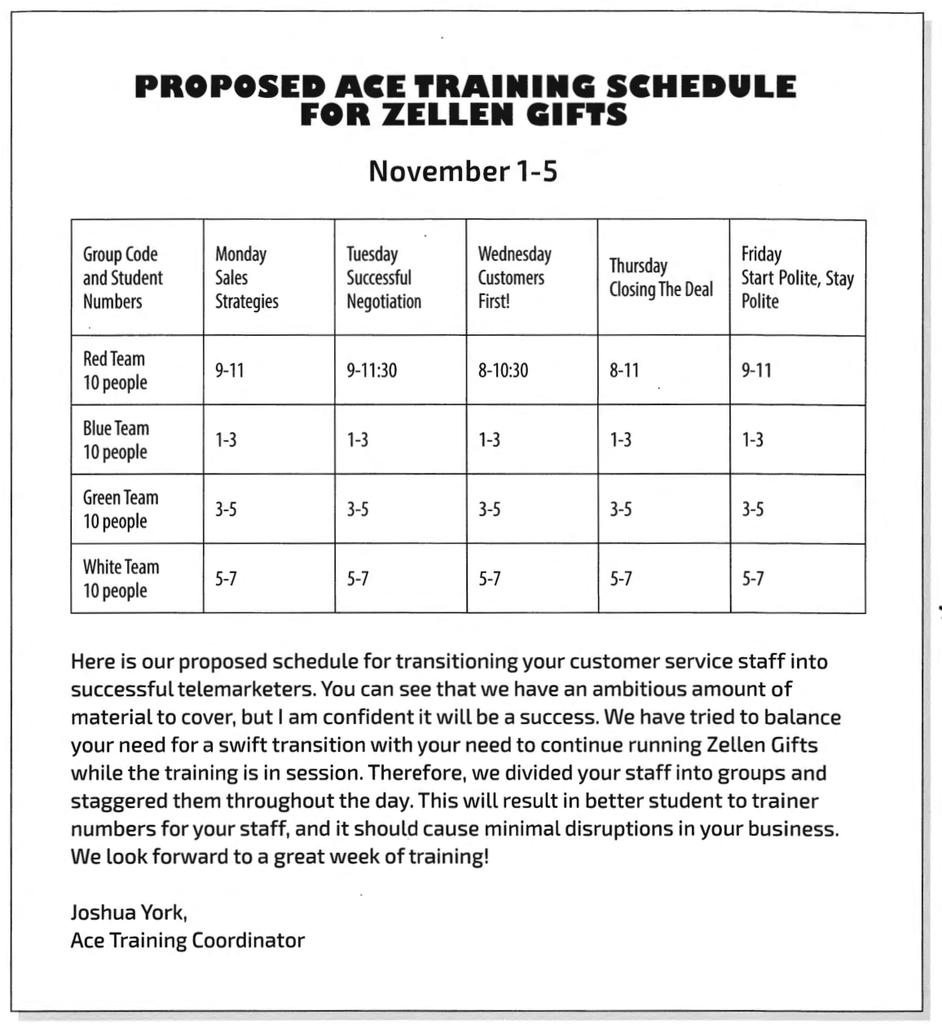 PROPOSED ACE TRAINING SCHEDULE
FOR ZELLEN GIFTS
November 1-5
Group Code
and Student
Numbers
Monday
Sales
Strategies
Tuesday
Successful
Negotiation
Wednesday
Customers
First!
Thursday
Closing The Deal
Friday
Start Polite, Stay
Polite
Red Team
10 people
9-11
9-11:30
8-10:30
8-11
9-11
Blue Team
10 people
1-3
1-3
1-3
1-3
1-3
Green Team
10 people
3-5
3-5
3-5
3-5
3-5
White Team
10 people
5-7
5-7
5-7
5-7
5-7
Here is our proposed schedule for transitioning your customer service staff into
successful telemarketers. You can see that we have an ambitious amount of
material to cover, but I am confident it will be a success. We have tried to balance
your need for a swift transition with your need to continue running Zellen Gifts
while the training is in session. Therefore, we divided your staff into groups and
staggered them throughout the day. This will result in better student to trainer
numbers for your staff, and it should cause minimal disruptions in your business.
We look forward to a great week of training!
Joshua York,
Ace Training Coordinator